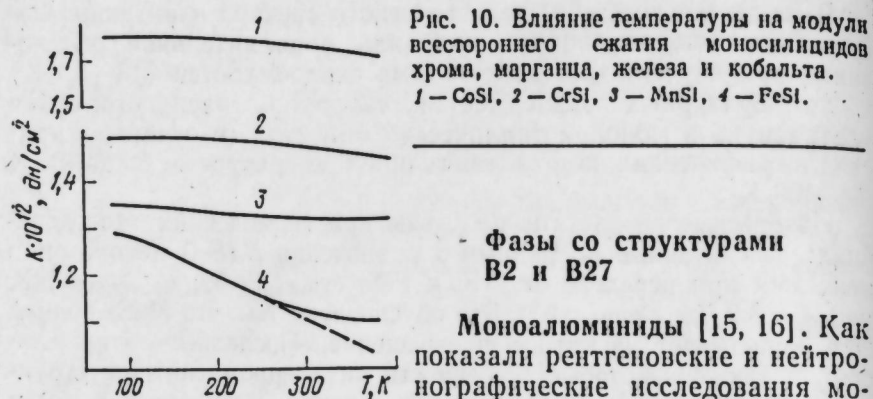 Рис. 10. Влияние температуры на модули
всестороннего сжатия моносилицидов
хрома, марганца, железа и кобальта.
1 — CoSi, 2 — CrSi, 3 — MnSi, 4 — FeSi.
K·10¹², дн/см²
1,7
1,5
1,4
1,2
1
2
3
4
100
200
300
T, К
Фазы со структурами
B2 и B27
Моноалюминиды [15, 16]. Как
показали рентгеновские и нейтро-
нографические исследования мо-